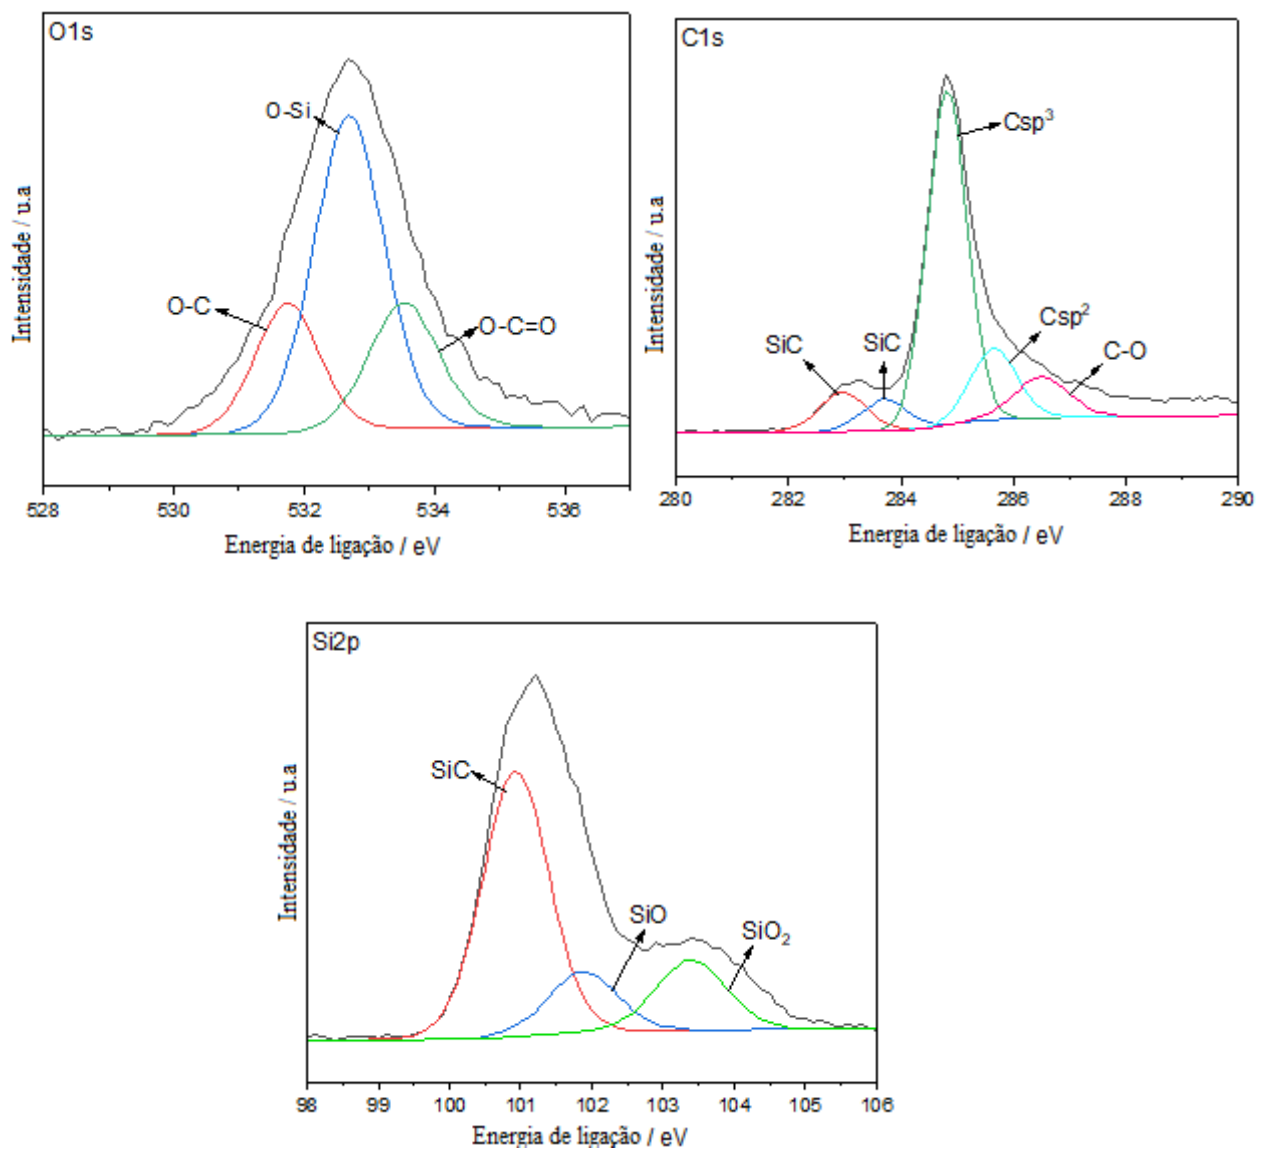 O1s
O-Si
O-C
O-C=O
Intensidade / u.a
528 530 532 534 536
Energia de ligação / eV
C1s
Csp³
SiC
SiC
Csp²
C-O
Intensidade / u.a
280 282 284 286 288 290
Energia de ligação / eV
Si2p
SiC
SiO
SiO₂
Intensidade / u.a
98 99 100 101 102 103 104 105 106
Energia de ligação / eV